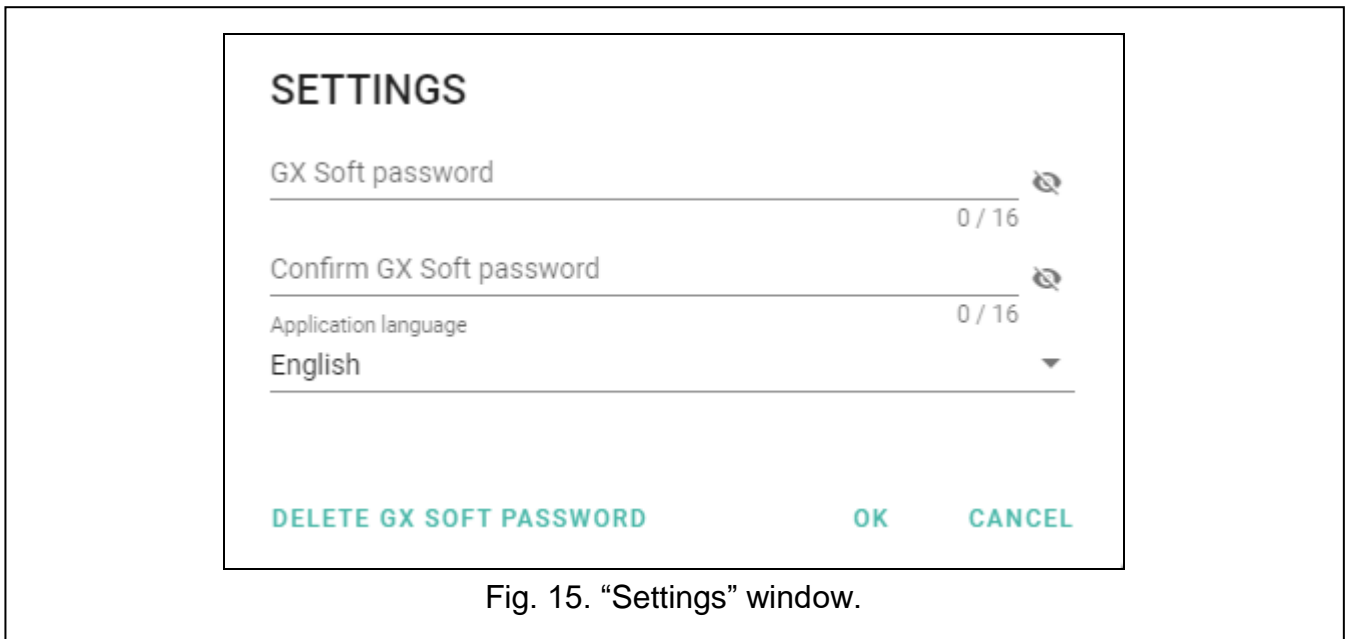 SETTINGS
GX Soft password
0 / 16
Confirm GX Soft password
0 / 16
Application language
English
DELETE GX SOFT PASSWORD OK CANCEL
Fig. 15. “Settings” window.